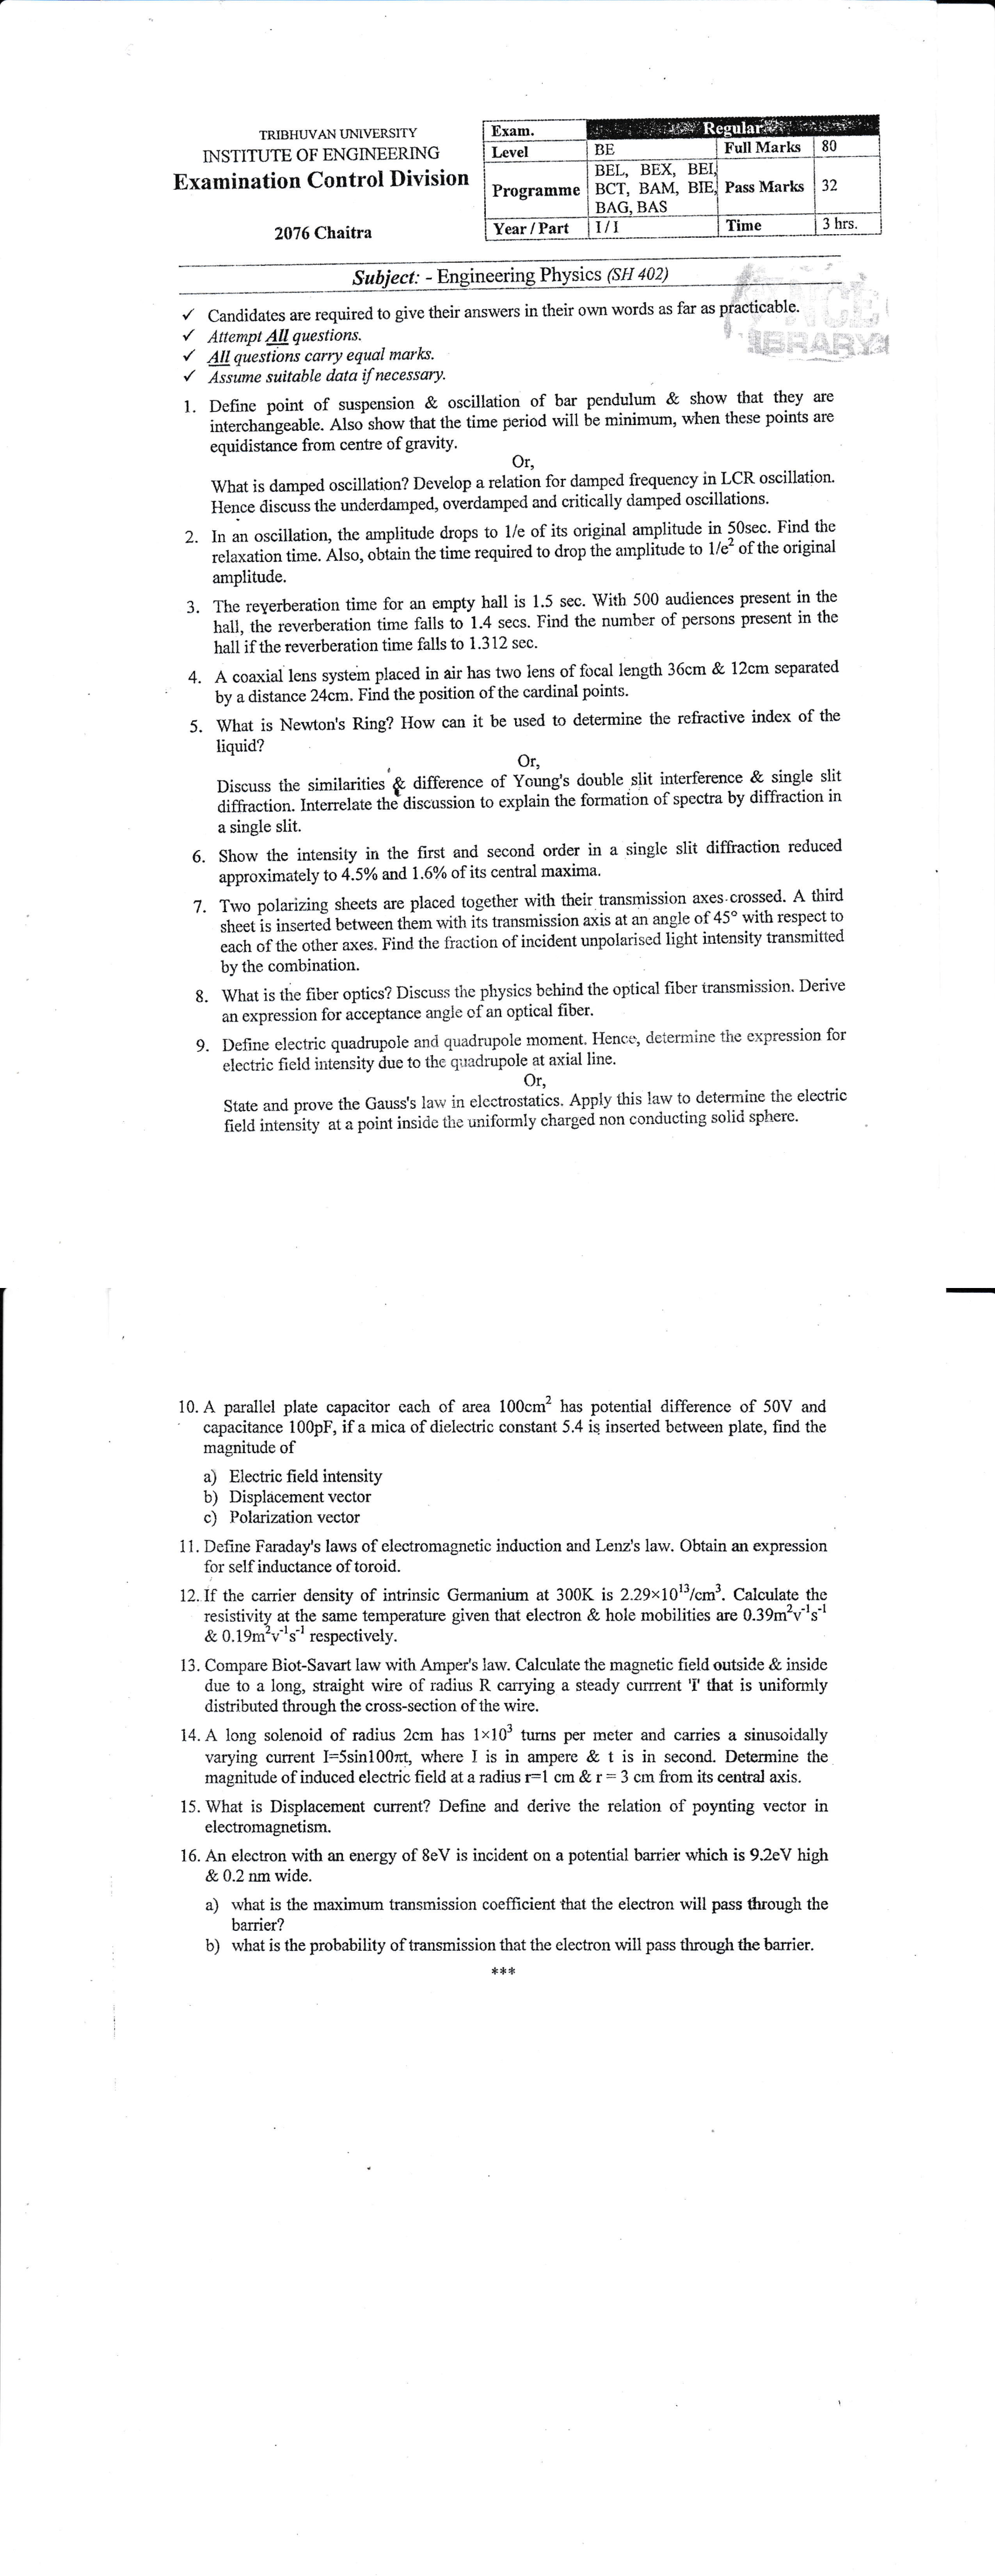 TRIBHUVAN UNIVERSITY
INSTITUTE OF ENGINEERING
Examination Control Division
2076 Chaitra
Exam. Regular
Level BE Full Marks 80
Programme BEL, BEX, BEI, BCT, BAM, BIE, BAG, BAS Pass Marks 32
Year / Part I / I Time 3 hrs.
Subject: - Engineering Physics (SH 402)
LIBRARY
✓ Candidates are required to give their answers in their own words as far as practicable.
✓ Attempt All questions.
✓ All questions carry equal marks.
✓ Assume suitable data if necessary.
1. Define point of suspension & oscillation of bar pendulum & show that they are
interchangeable. Also show that the time period will be minimum, when these points are
equidistance from centre of gravity.
Or,
What is damped oscillation? Develop a relation for damped frequency in LCR oscillation.
Hence discuss the underdamped, overdamped and critically damped oscillations.
2. In an oscillation, the amplitude drops to 1/e of its original amplitude in 50sec. Find the
relaxation time. Also, obtain the time required to drop the amplitude to 1/e² of the original
amplitude.
3. The reverberation time for an empty hall is 1.5 sec. With 500 audiences present in the
hall, the reverberation time falls to 1.4 secs. Find the number of persons present in the
hall if the reverberation time falls to 1.312 sec.
4. A coaxial lens system placed in air has two lens of focal length 36cm & 12cm separated
by a distance 24cm. Find the position of the cardinal points.
5. What is Newton's Ring? How can it be used to determine the refractive index of the
liquid?
Or,
Discuss the similarities & difference of Young's double slit interference & single slit
diffraction. Interrelate the discussion to explain the formation of spectra by diffraction in
a single slit.
6. Show the intensity in the first and second order in a single slit diffraction reduced
approximately to 4.5% and 1.6% of its central maxima.
7. Two polarizing sheets are placed together with their transmission axes crossed. A third
sheet is inserted between them with its transmission axis at an angle of 45° with respect to
each of the other axes. Find the fraction of incident unpolarised light intensity transmitted
by the combination.
8. What is the fiber optics? Discuss the physics behind the optical fiber transmission. Derive
an expression for acceptance angle of an optical fiber.
9. Define electric quadrupole and quadrupole moment. Hence, determine the expression for
electric field intensity due to the quadrupole at axial line.
Or,
State and prove the Gauss's law in electrostatics. Apply this law to determine the electric
field intensity at a point inside the uniformly charged non conducting solid sphere.
10. A parallel plate capacitor each of area 100cm² has potential difference of 50V and
capacitance 100pF, if a mica of dielectric constant 5.4 is inserted between plate, find the
magnitude of
a) Electric field intensity
b) Displacement vector
c) Polarization vector
11. Define Faraday's laws of electromagnetic induction and Lenz's law. Obtain an expression
for self inductance of toroid.
12. If the carrier density of intrinsic Germanium at 300K is 2.29×10¹³/cm³. Calculate the
resistivity at the same temperature given that electron & hole mobilities are 0.39m²v⁻¹s⁻¹
& 0.19m²v⁻¹s⁻¹ respectively.
13. Compare Biot-Savart law with Amper's law. Calculate the magnetic field outside & inside
due to a long, straight wire of radius R carrying a steady currrent 'I' that is uniformly
distributed through the cross-section of the wire.
14. A long solenoid of radius 2cm has 1×10³ turns per meter and carries a sinusoidally
varying current I=5sin100πt, where I is in ampere & t is in second. Determine the
magnitude of induced electric field at a radius r=1 cm & r = 3 cm from its central axis.
15. What is Displacement current? Define and derive the relation of poynting vector in
electromagnetism.
16. An electron with an energy of 8eV is incident on a potential barrier which is 9.2eV high
& 0.2 nm wide.
a) what is the maximum transmission coefficient that the electron will pass through the
barrier?
b) what is the probability of transmission that the electron will pass through the barrier.
***